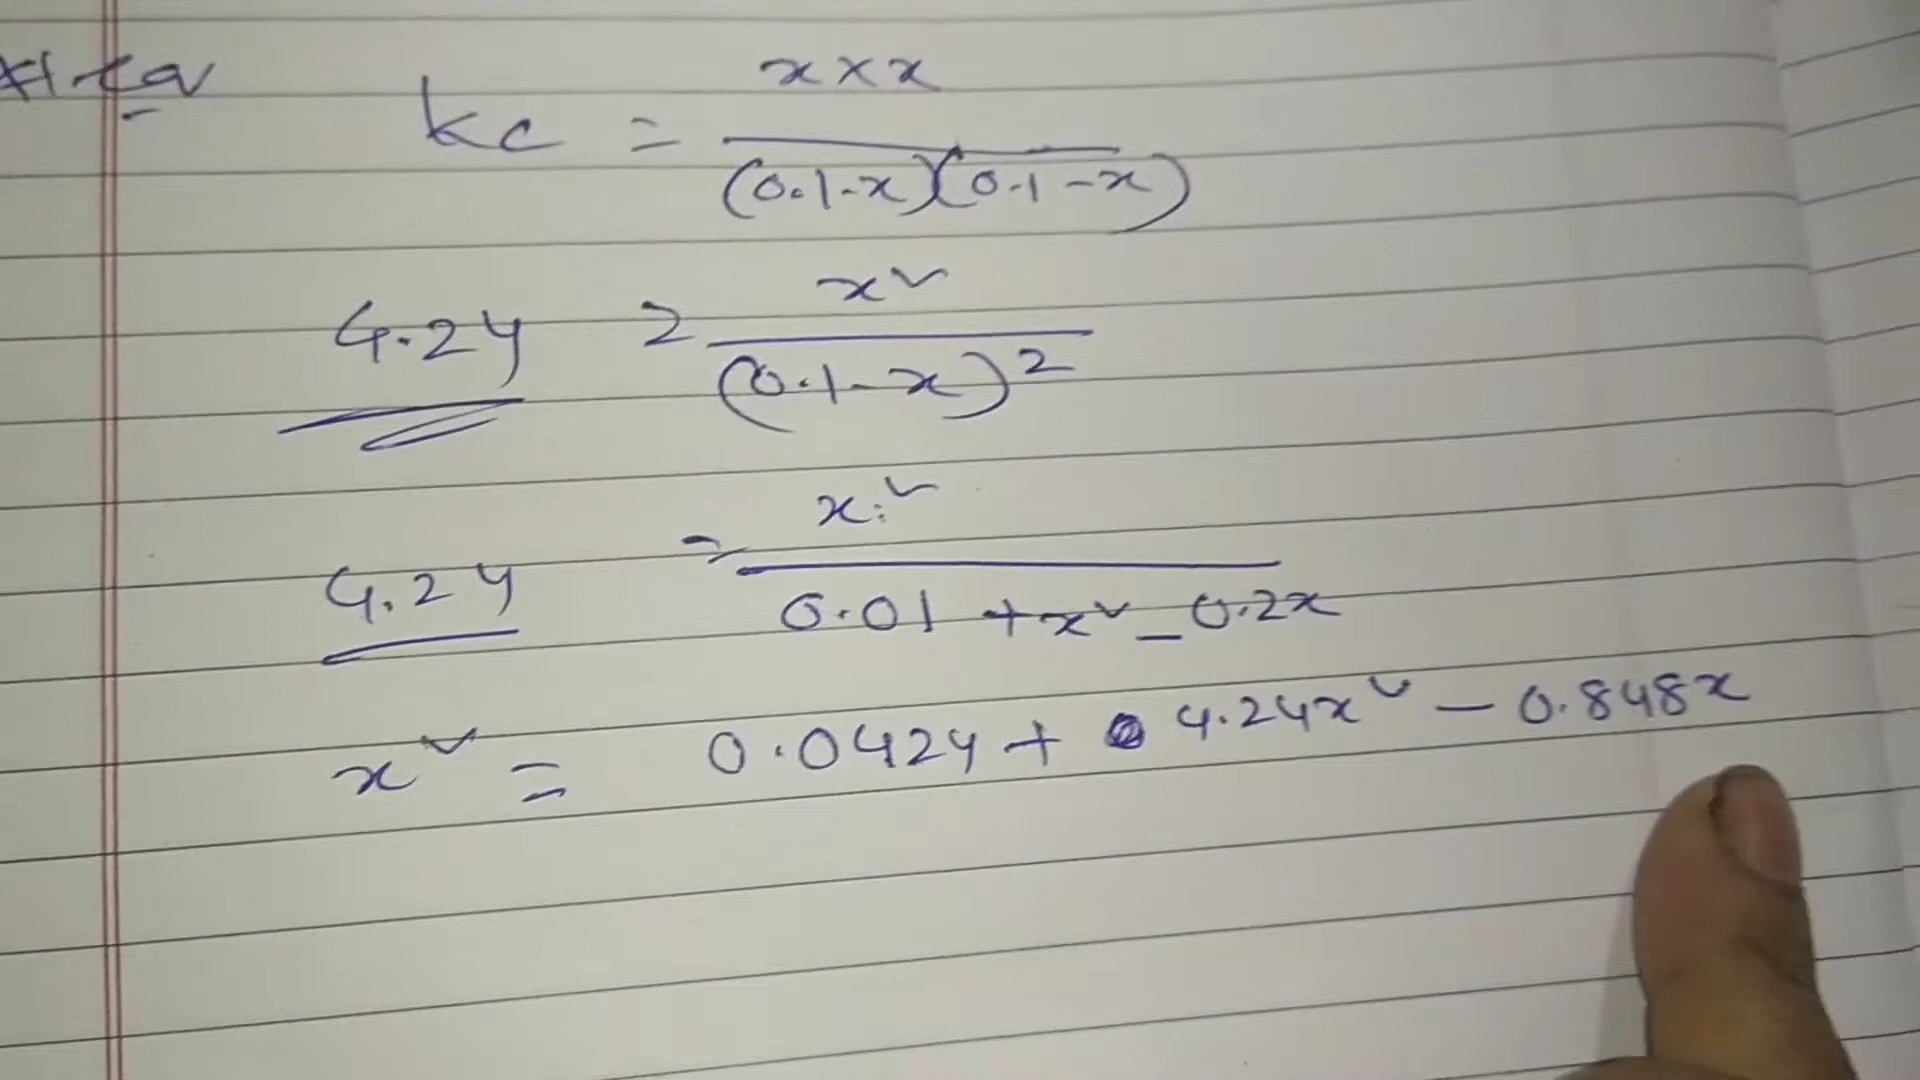 kc = x×x / (0.1-x)(0.1-x)
4.24 = x² / (0.1-x)²
4.24 = x² / 0.01 + x² - 0.2x
x² = 0.0424 + 4.24x² - 0.848x